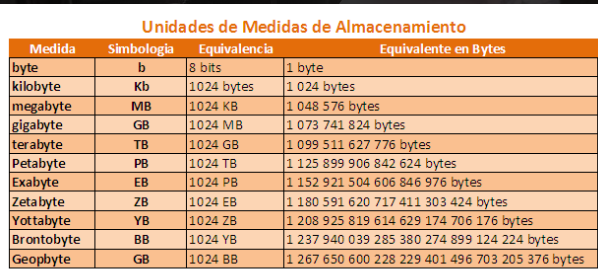 Unidades de Medidas de Almacenamiento
Medida Simbologia Equivalencia Equivalente en Bytes
byte b 8 bits 1 byte
kilobyte Kb 1024 bytes 1 024 bytes
megabyte MB 1024 KB 1 048 576 bytes
gigabyte GB 1024 MB 1 073 741 824 bytes
terabyte TB 1024 GB 1 099 511 627 776 bytes
Petabyte PB 1024 TB 1 125 899 906 842 624 bytes
Exabyte EB 1024 PB 1 152 921 504 606 846 976 bytes
Zetabyte ZB 1024 EB 1 180 591 620 717 411 303 424 bytes
Yottabyte YB 1024 ZB 1 208 925 819 614 629 174 706 176 bytes
Brontobyte BB 1024 YB 1 237 940 039 285 380 274 899 124 224 bytes
Geopbyte GB 1024 BB 1 267 650 600 228 229 401 496 703 205 376 bytes